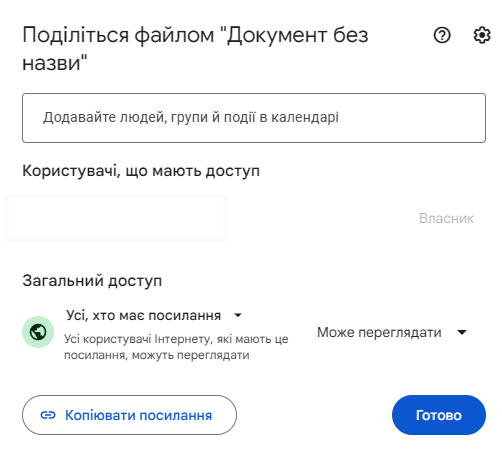 Поділіться файлом "Документ без
назви"
Додавайте людей, групи й події в календарі
Користувачі, що мають доступ
Власник
Загальний доступ
Усі, хто має посилання
Усі користувачі Інтернету, які мають це
посилання, можуть переглядати
Може переглядати
Копіювати посилання
Готово